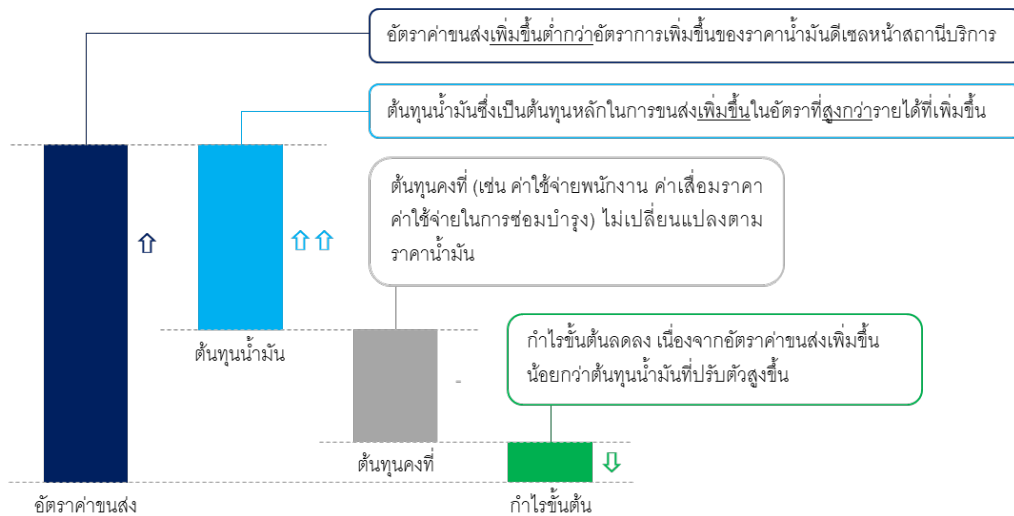 อัตราค่าขนส่งเพิ่มขึ้นต่ำกว่าอัตราการเพิ่มขึ้นของราคาน้ำมันดีเซลหน้าสถานีบริการ
ต้นทุนน้ำมันซึ่งเป็นต้นทุนหลักในการขนส่งเพิ่มขึ้นในอัตราที่สูงกว่ารายได้ที่เพิ่มขึ้น
ต้นทุนคงที่ (เช่น ค่าใช้จ่ายพนักงาน ค่าเสื่อมราคา
ค่าใช้จ่ายในการซ่อมบำรุง) ไม่เปลี่ยนแปลงตาม
ราคาน้ำมัน
กำไรขั้นต้นลดลง เนื่องจากอัตราค่าขนส่งเพิ่มขึ้น
น้อยกว่าต้นทุนน้ำมันที่ปรับตัวสูงขึ้น
ต้นทุนน้ำมัน
-
ต้นทุนคงที่
อัตราค่าขนส่ง
กำไรขั้นต้น